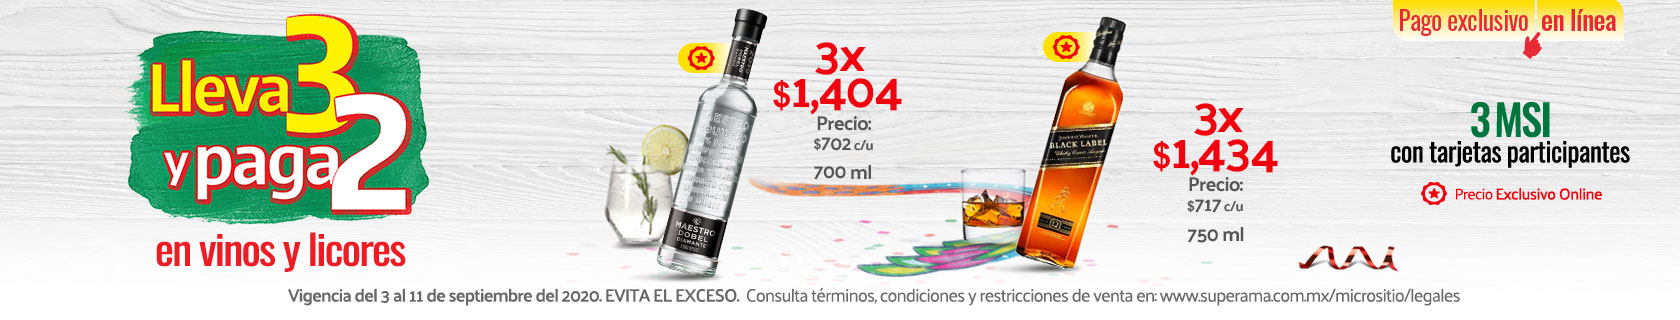 Lleva 3
y paga 2
en vinos y licores
3x
$1,404
Precio:
$702 c/u
700 ml
MAESTRO
DOBEL
DIAMANTE
3x
$1,434
Precio:
$717 c/u
750 ml
JOHNNIE WALKER
BLACK LABEL
12
Pago exclusivo en línea
3 MSI
con tarjetas participantes
Precio Exclusivo Online
Vigencia del 3 al 11 de septiembre del 2020. EVITA EL EXCESO. Consulta términos, condiciones y restricciones de venta en: www.superama.com.mx/micrositio/legales